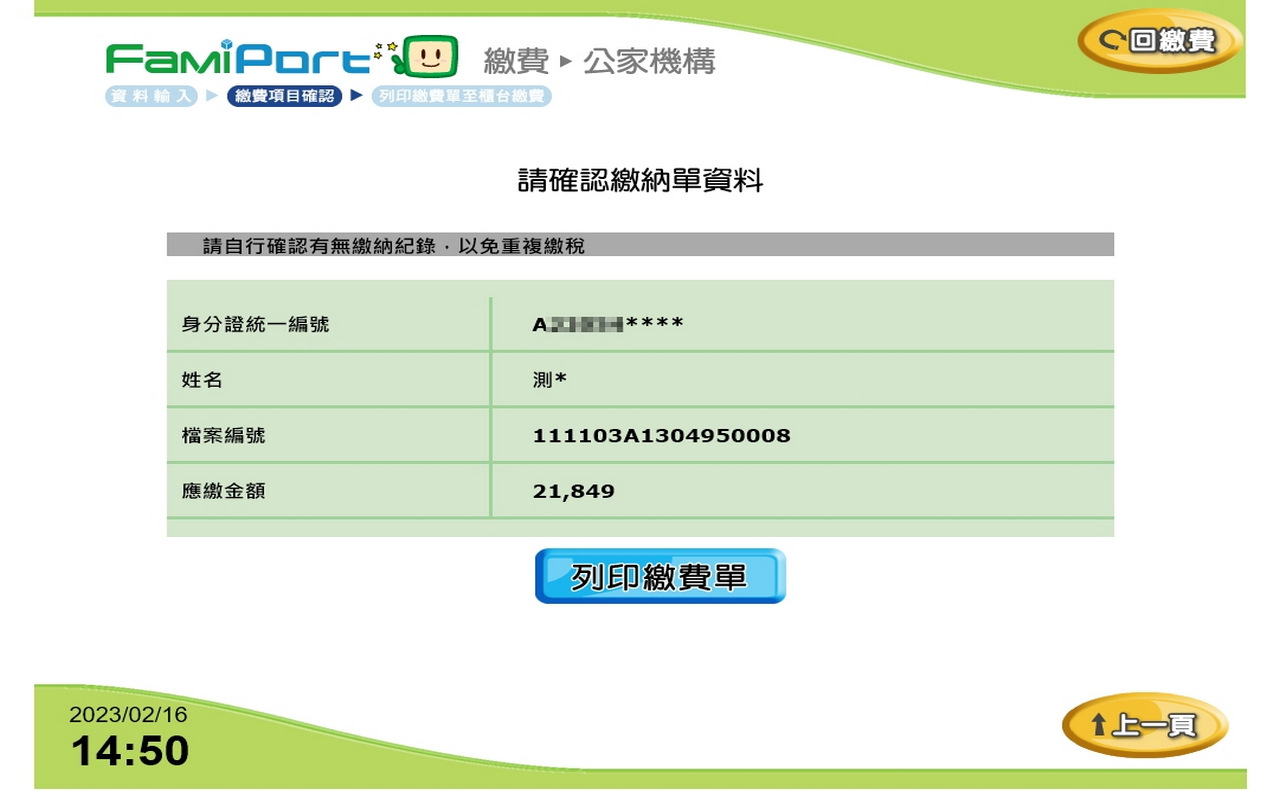 FamiPort 繳費 ▸ 公家機構
回繳費
資料輸入 ▶ 繳費項目確認 ▶ 列印繳費單至櫃台繳費
請確認繳納單資料
請自行確認有無繳納紀錄，以免重複繳稅
身分證統一編號 A****
姓名 測*
檔案編號 111103A1304950008
應繳金額 21,849
列印繳費單
2023/02/16
14:50
上一頁